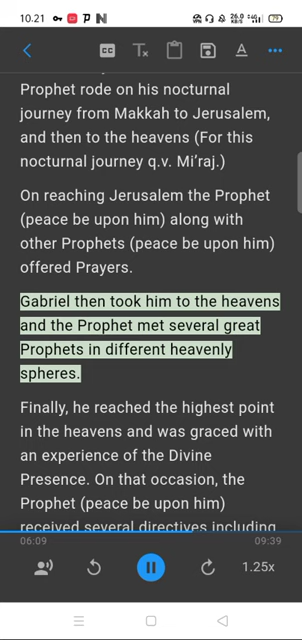 10.21
26.0
KB/S
79
CC
Prophet rode on his nocturnal
journey from Makkah to Jerusalem,
and then to the heavens (For this
nocturnal journey q.v. Mi’raj.)
On reaching Jerusalem the Prophet
(peace be upon him) along with
other Prophets (peace be upon him)
offered Prayers.
Gabriel then took him to the heavens
and the Prophet met several great
Prophets in different heavenly
spheres.
Finally, he reached the highest point
in the heavens and was graced with
an experience of the Divine
Presence. On that occasion, the
Prophet (peace be upon him)
received several directives including
06:09
09:39
1.25x